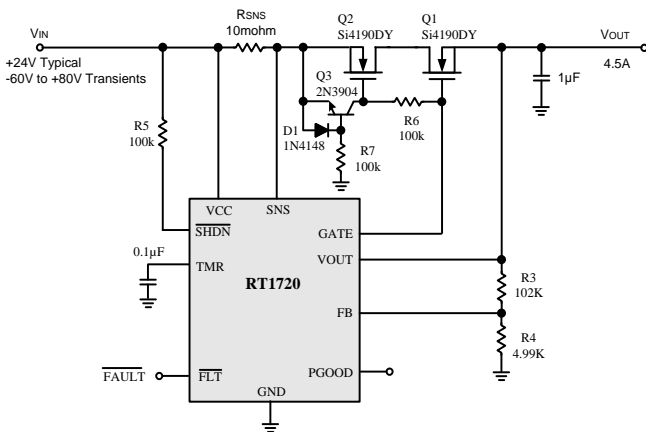 RSNS
10mohm
Q2
Si4190DY
Q1
Si4190DY
VIN
VOUT
+24V Typical
-60V to +80V Transients
4.5A
1µF
Q3
2N3904
R5
100k
D1
1N4148
R6
100k
R7
100k
VCC
SNS
SHDN
GATE
0.1µF
TMR
VOUT
RT1720
R3
102K
FB
R4
4.99K
FAULT
FLT
PGOOD
GND